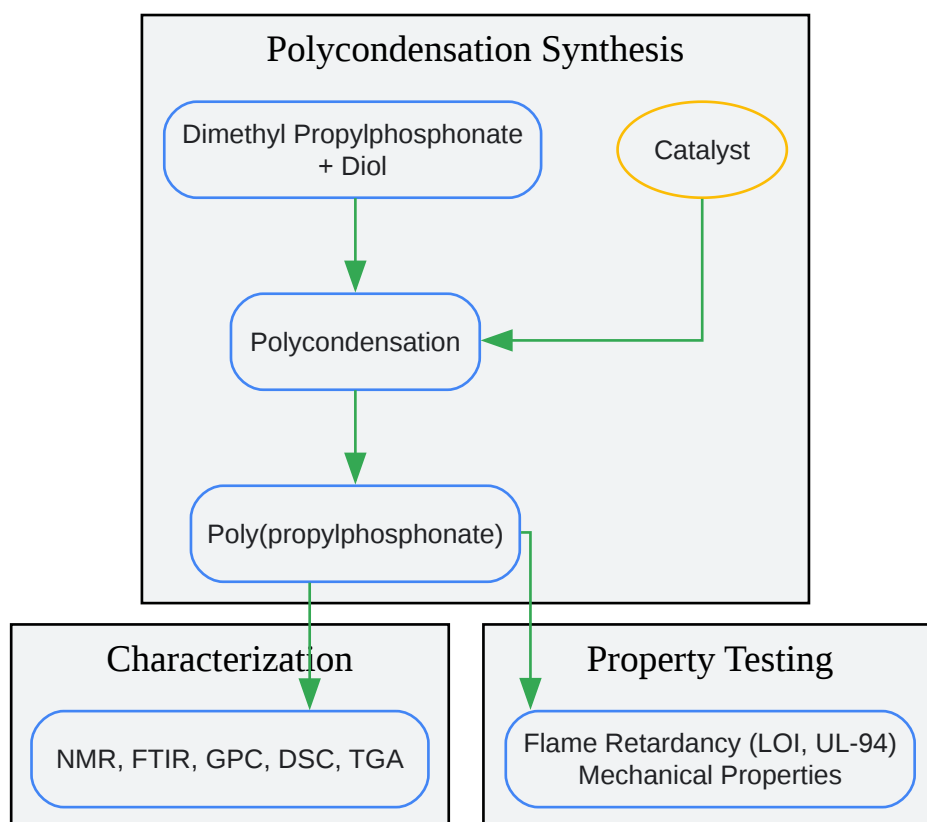 Polycondensation Synthesis
Dimethyl Propylphosphonate
+ Diol
Catalyst
Polycondensation
Poly(propylphosphonate)
Characterization
NMR, FTIR, GPC, DSC, TGA
Property Testing
Flame Retardancy (LOI, UL-94)
Mechanical Properties